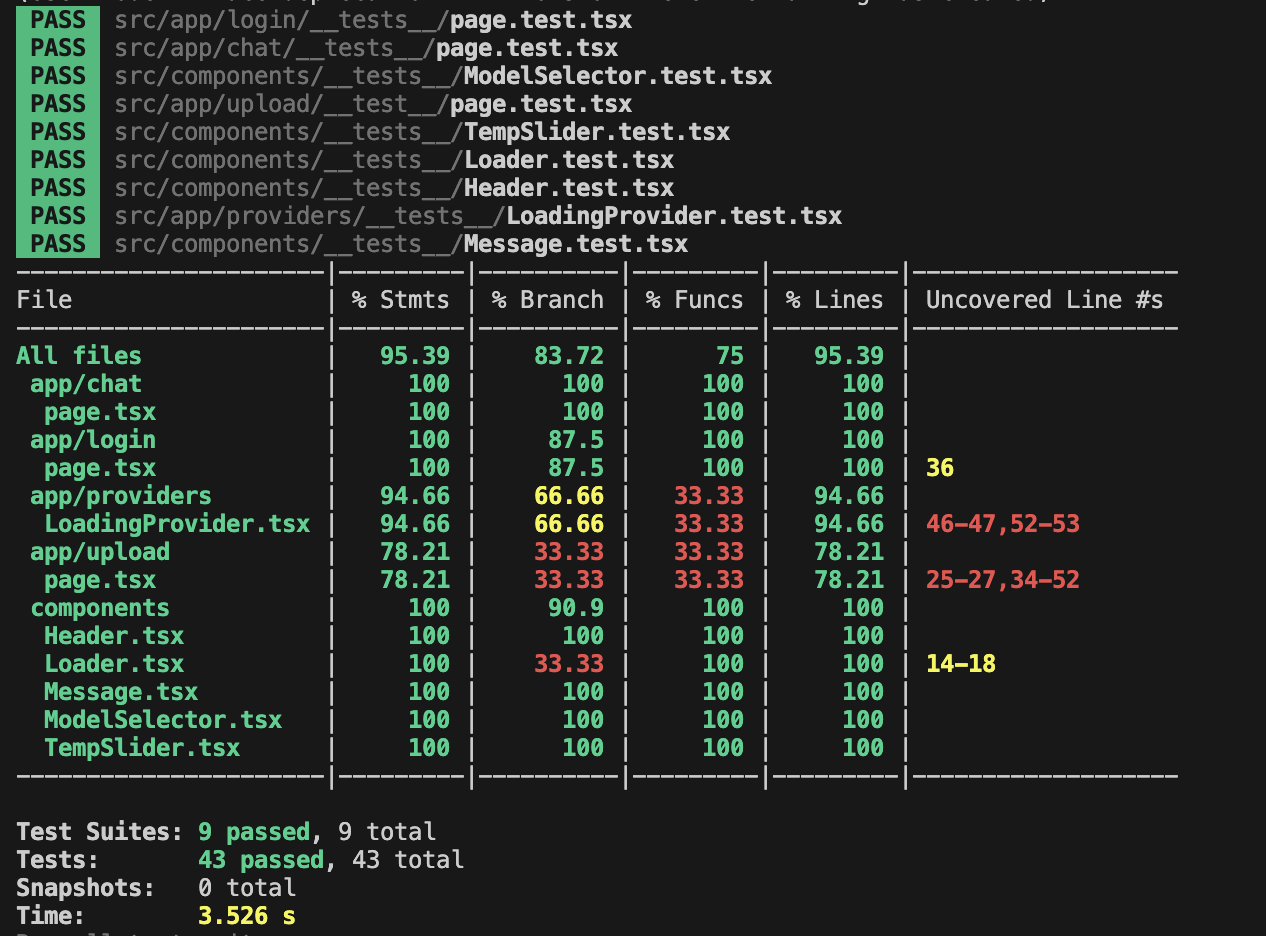 PASS src/app/login/__tests__/page.test.tsx
PASS src/app/chat/__tests__/page.test.tsx
PASS src/components/__tests__/ModelSelector.test.tsx
PASS src/app/upload/__test__/page.test.tsx
PASS src/components/__tests__/TempSlider.test.tsx
PASS src/components/__tests__/Loader.test.tsx
PASS src/components/__tests__/Header.test.tsx
PASS src/app/providers/__tests__/LoadingProvider.test.tsx
PASS src/components/__tests__/Message.test.tsx
File | % Stmts | % Branch | % Funcs | % Lines | Uncovered Line #s
All files | 95.39 | 83.72 | 75 | 95.39 |
app/chat | 100 | 100 | 100 | 100 |
page.tsx | 100 | 100 | 100 | 100 |
app/login | 100 | 87.5 | 100 | 100 |
page.tsx | 100 | 87.5 | 100 | 100 | 36
app/providers | 94.66 | 66.66 | 33.33 | 94.66 |
LoadingProvider.tsx | 94.66 | 66.66 | 33.33 | 94.66 | 46-47,52-53
app/upload | 78.21 | 33.33 | 33.33 | 78.21 |
page.tsx | 78.21 | 33.33 | 33.33 | 78.21 | 25-27,34-52
components | 100 | 90.9 | 100 | 100 |
Header.tsx | 100 | 100 | 100 | 100 |
Loader.tsx | 100 | 33.33 | 100 | 100 | 14-18
Message.tsx | 100 | 100 | 100 | 100 |
ModelSelector.tsx | 100 | 100 | 100 | 100 |
TempSlider.tsx | 100 | 100 | 100 | 100 |
Test Suites: 9 passed, 9 total
Tests: 43 passed, 43 total
Snapshots: 0 total
Time: 3.526 s